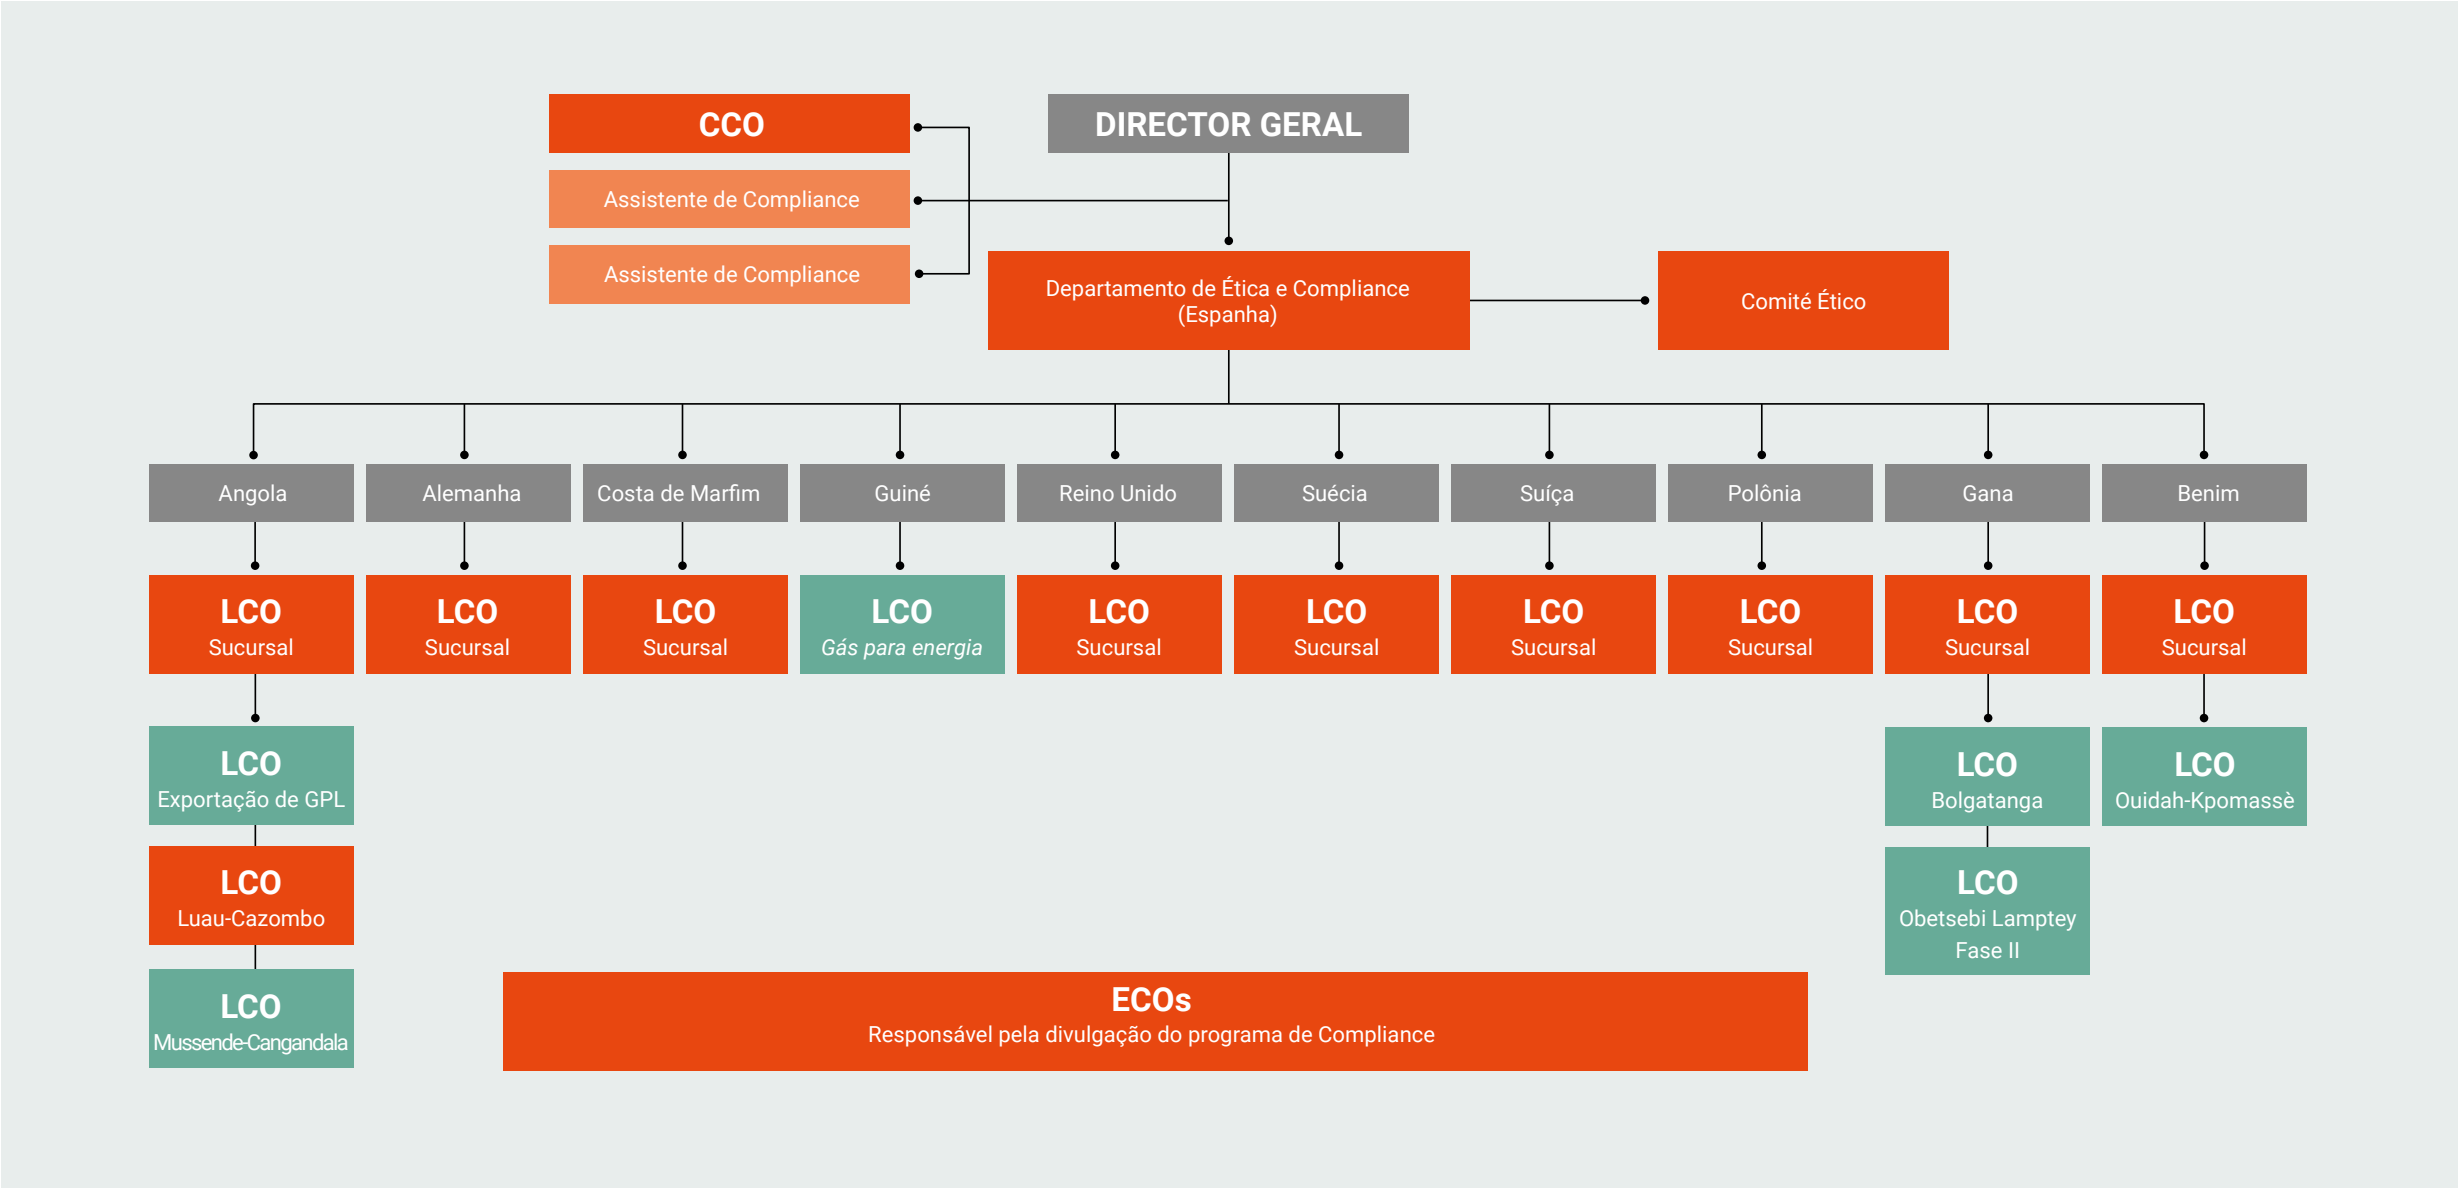 CCO
DIRECTOR GERAL
Assistente de Compliance
Assistente de Compliance
Departamento de Ética e Compliance
(Espanha)
Comité Ético
Angola
Alemanha
Costa de Marfim
Guiné
Reino Unido
Suécia
Suíça
Polônia
Gana
Benim
LCO
Sucursal
LCO
Sucursal
LCO
Sucursal
LCO
Gás para energia
LCO
Sucursal
LCO
Sucursal
LCO
Sucursal
LCO
Sucursal
LCO
Sucursal
LCO
Sucursal
LCO
Exportação de GPL
LCO
Bolgatanga
LCO
Ouidah-Kpomassè
LCO
Luau-Cazombo
LCO
Obetsebi Lamptey
Fase II
LCO
Mussende-Cangandala
ECOs
Responsável pela divulgação do programa de Compliance